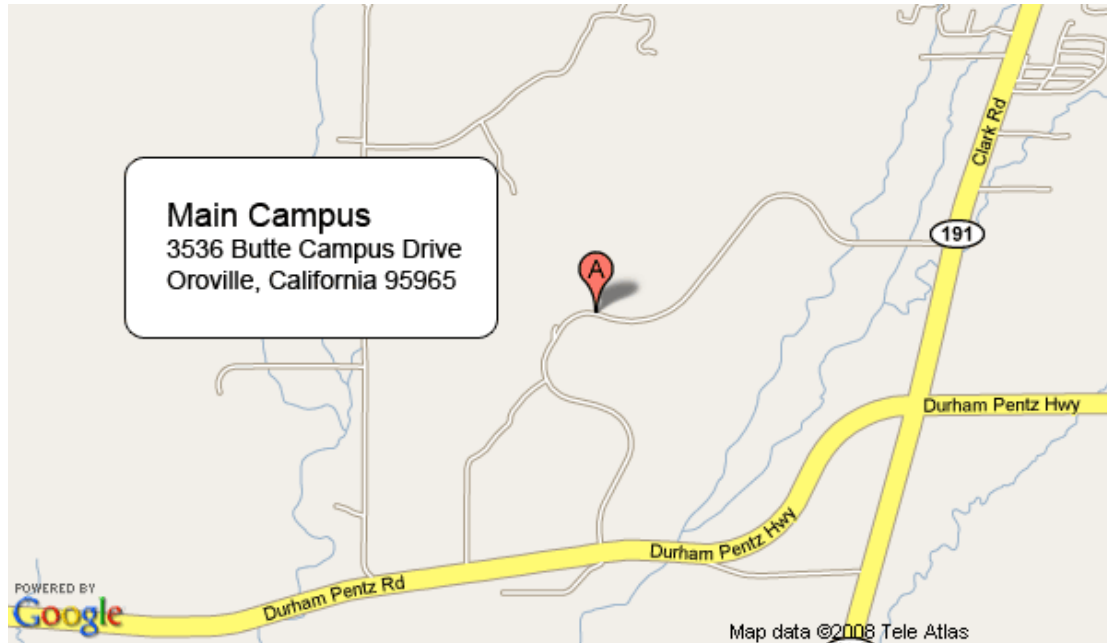 Clark Rd
Main Campus
3536 Butte Campus Drive
Oroville, California 95965
191
A
Durham Pentz Hwy
Durham Pentz Hwy
Durham Pentz Rd
POWERED BY
Google
Map data ©2008 Tele Atlas